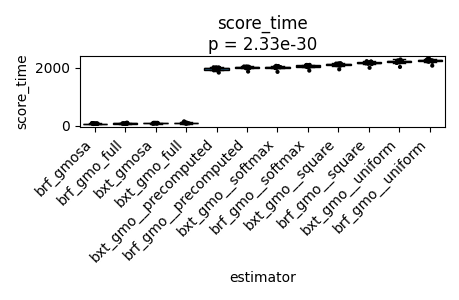 score_time
p = 2.33e-30
score_time
2000
0
brf_gmosa
brf_gmo_full
bxt_gmosa
bxt_gmo_full
bxt_gmo__precomputed
brf_gmo__precomputed
bxt_gmo__softmax
brf_gmo__softmax
bxt_gmo__square
brf_gmo__square
bxt_gmo__uniform
brf_gmo__uniform
estimator